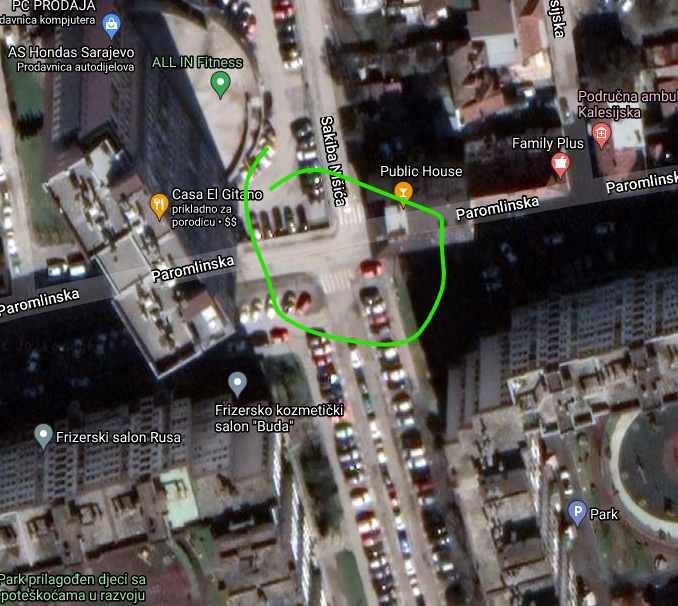 PC PRODAJA
davnica kompjutera
AS Hondas Sarajevo
Prodavnica autodijelova
ALL IN Fitness
sijska
Područna ambul
Kalesijska
Family Plus
Sakiba Nišića
Public House
Casa El Gitano
prikladno za
porodicu • $$
Paromlinsk
Paromlinska
Paromlinska
Paromlinska
Frizersko kozmetički
salon "Buda"
Frizerski salon Rusa
P
Park
Park prilagođen djeci sa
poteškoćama u razvoju